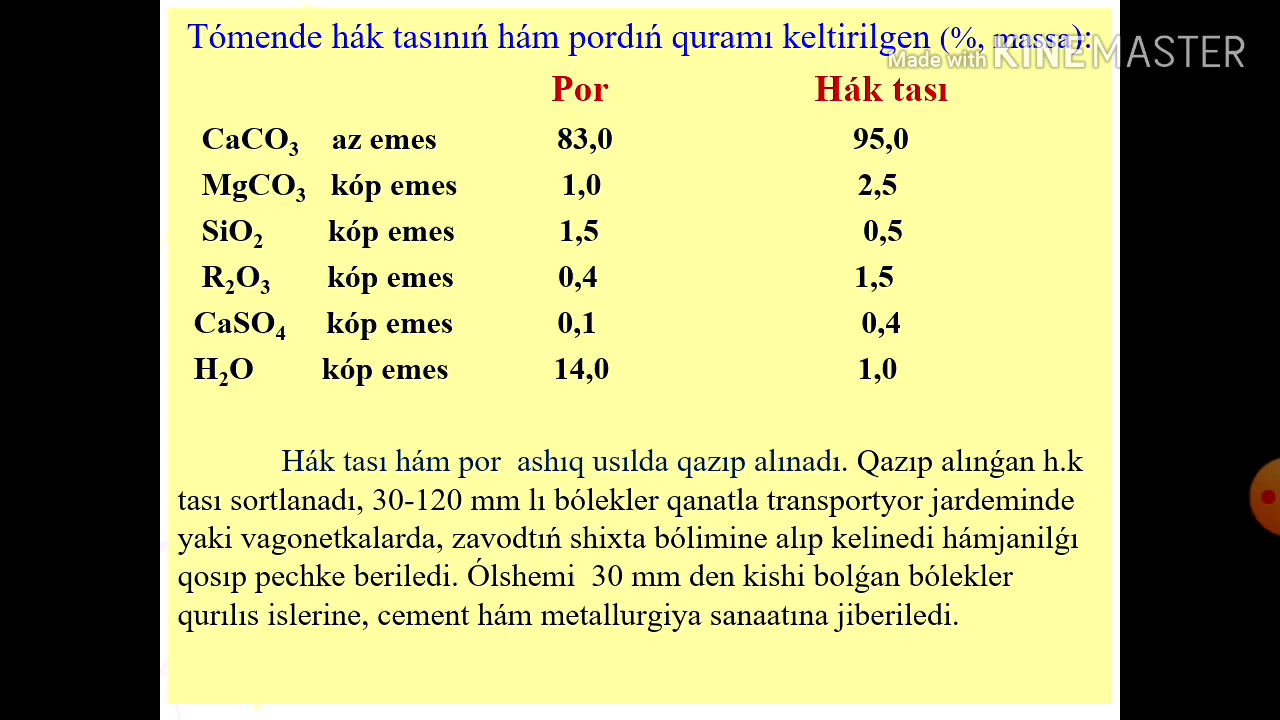 Tómende hák tasınıń hám pordıń quramı keltirilgen (%, massa):
Made with KINEMASTER
Por Hák tası
CaCO₃ az emes 83,0 95,0
MgCO₃ kóp emes 1,0 2,5
SiO₂ kóp emes 1,5 0,5
R₂O₃ kóp emes 0,4 1,5
CaSO₄ kóp emes 0,1 0,4
H₂O kóp emes 14,0 1,0
Hák tası hám por ashıq usılda qazıp alınadı. Qazıp alınǵan h.k
tası sortlanadı, 30-120 mm lı bólekler qanatla transportyor jardeminde
yaki vagonetkalarda, zavodtıń shixta bólimine alıp kelinedi hámjanilǵı
qosıp pechke beriledi. Ólshemi 30 mm den kishi bolǵan bólekler
qurılıs islerine, cement hám metallurgiya sanaatına jiberiledi.